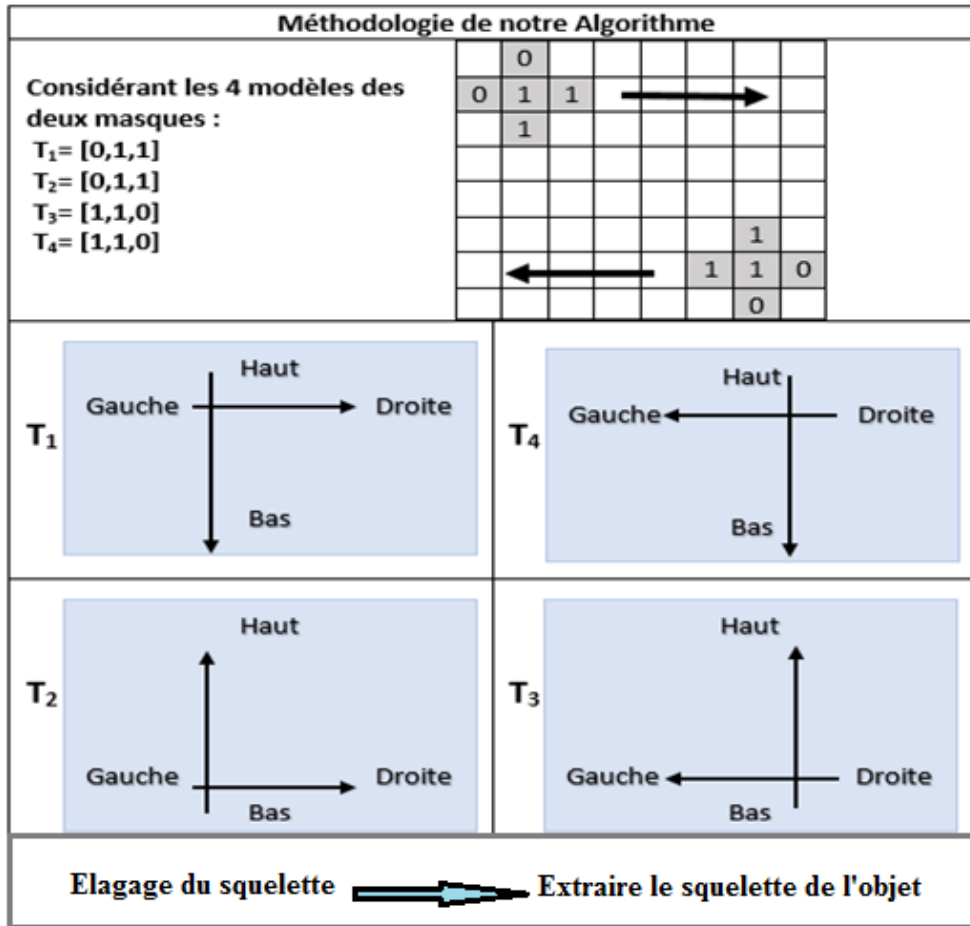 Méthodologie de notre Algorithme
Considérant les 4 modèles des
deux masques :
T₁= [0,1,1]
T₂= [0,1,1]
T₃= [1,1,0]
T₄= [1,1,0]
0
0 1 1
1
1
1 1 0
0
T₁
Haut
Gauche Droite
Bas
T₄
Haut
Gauche Droite
Bas
T₂
Haut
Gauche Droite
Bas
T₃
Haut
Gauche Droite
Bas
Elagage du squelette Extraire le squelette de l'objet